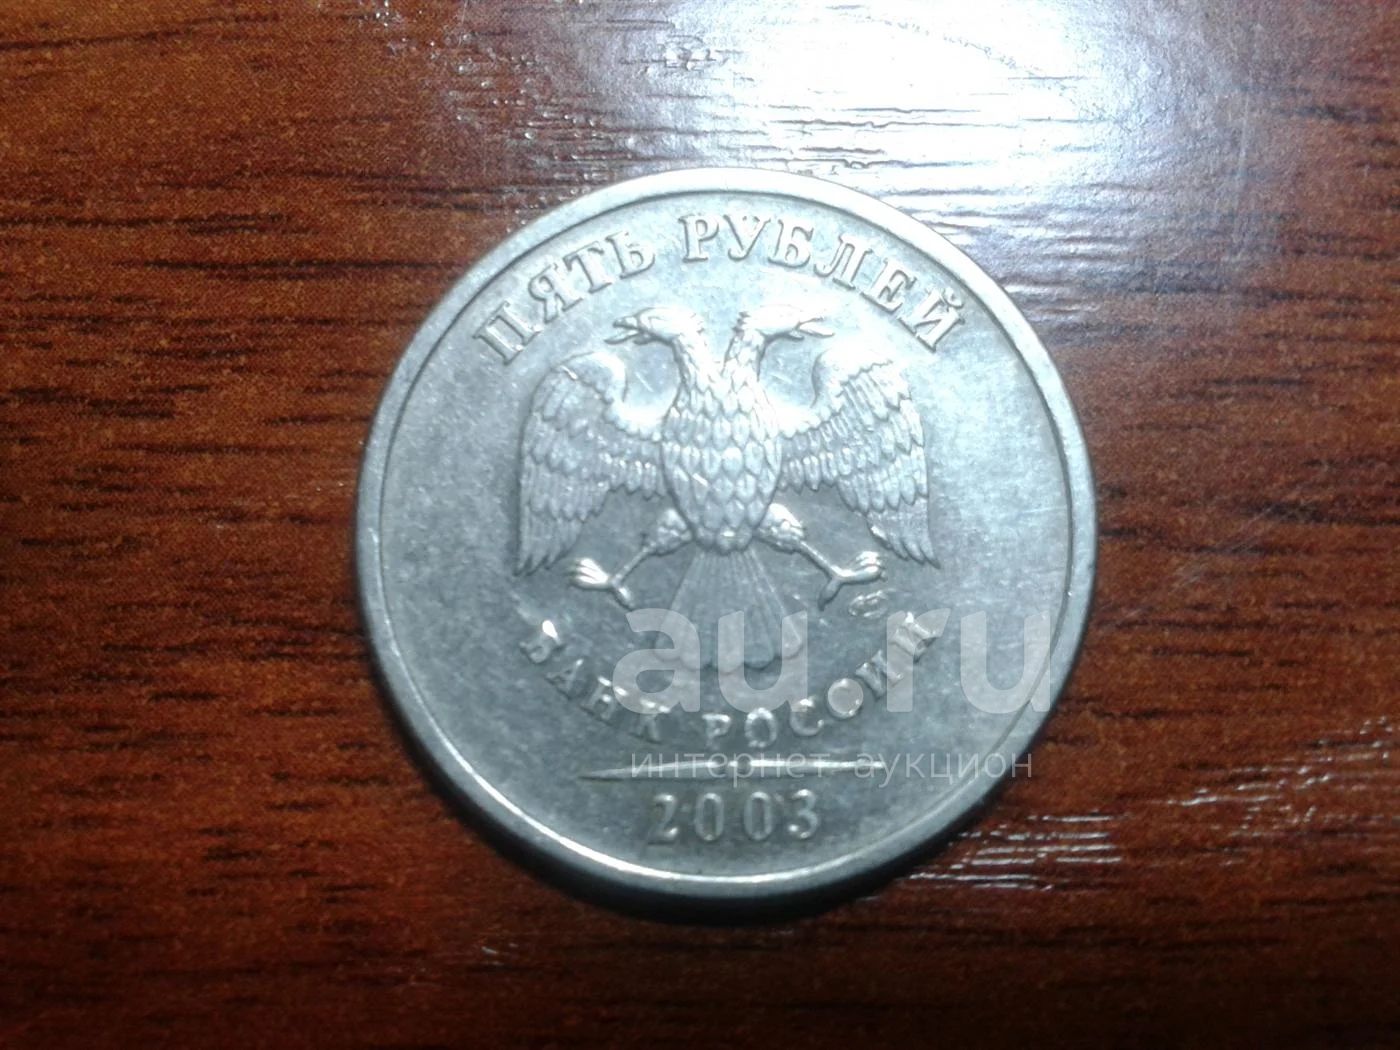 ПЯТЬ РУБЛЕЙ
БАНК РОССИИ
au.ru
интернет аукцион
2003